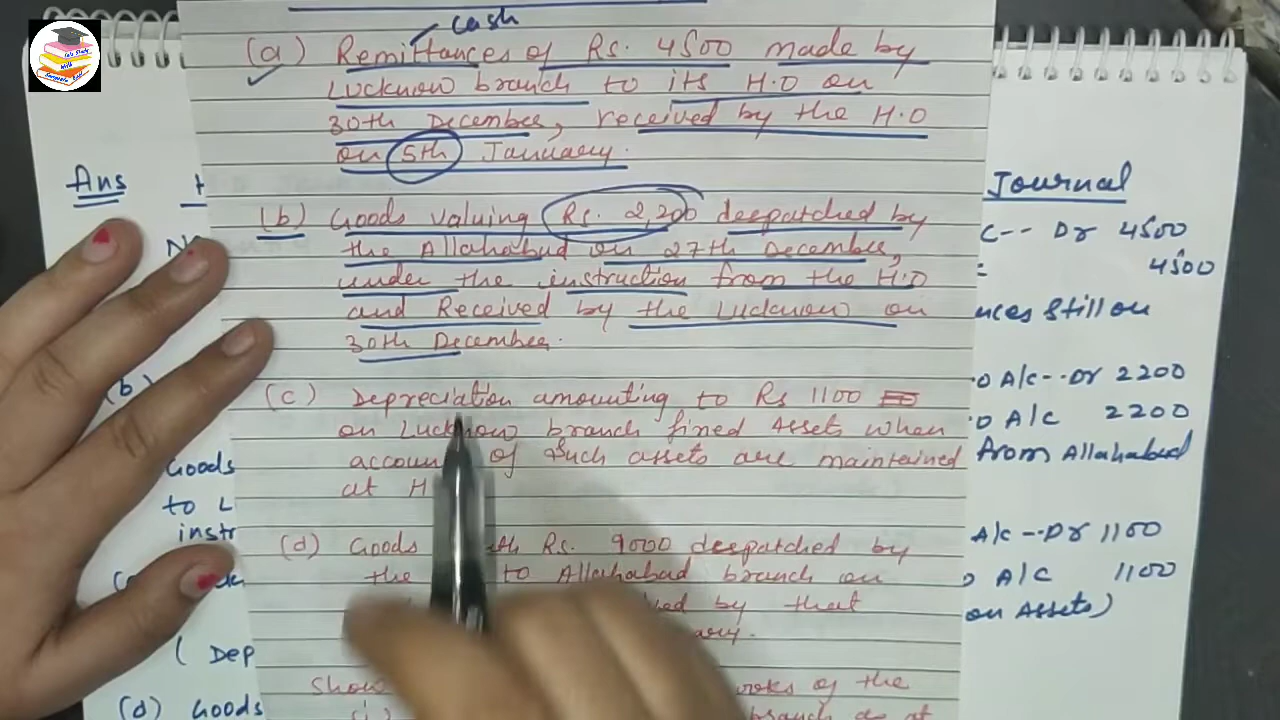 cash
(a) Remittances of Rs. 4500 made by
Lucknow branch to its H.O on
30th December, received by the H.O
on 5th January.
(b) Goods valuing Rs. 2,200 despatched by
the Allahabad on 27th December,
under the instruction from the H.O
and Received by the Lucknow on
30th December.
(c) Depreciation amounting to Rs 1100
on Lucknow branch fixed Assets when
of such assets are maintained
at H
(d) Goods Rs. 9000 despatched by
the to Allahabad branch on
by that
of the
(i)
Ans
(b)
Goods
to L
instr
( Dep
(d) Goods
Journal
Dr 4500
4500
Still on
A/c -- Dr 2200
A/c 2200
from Allahabad
A/c -- Dr 1100
A/c 1100
on Assets)